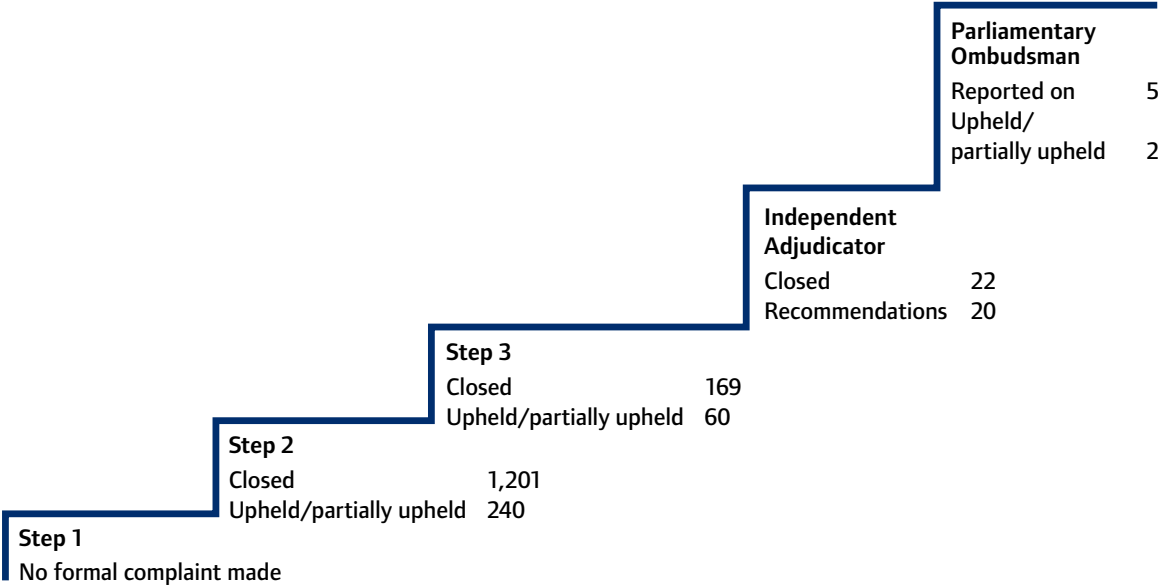 Parliamentary
Ombudsman
Reported on 5
Upheld/
partially upheld 2
Independent
Adjudicator
Closed 22
Recommendations 20
Step 3
Closed 169
Upheld/partially upheld 60
Step 2
Closed 1,201
Upheld/partially upheld 240
Step 1
No formal complaint made